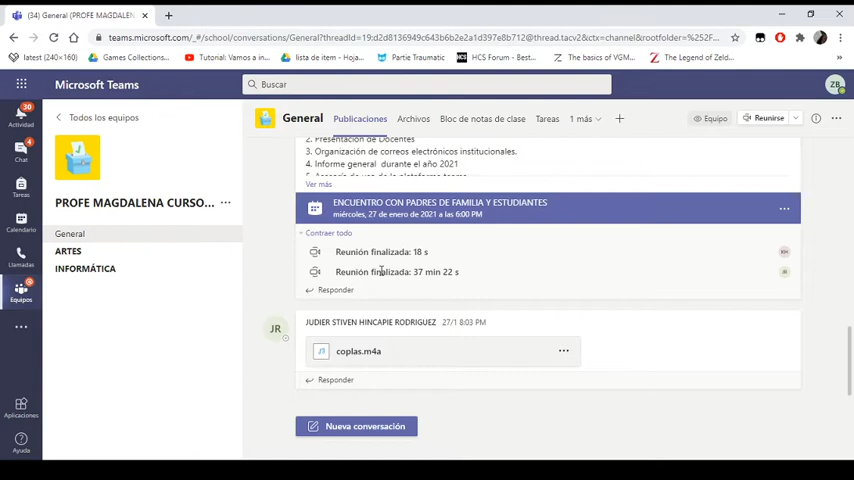 (34) General (PROFE MAGDALENA
teams.microsoft.com/_#/school/conversations/General?threadId=19:d2d8136949c3d6b6b2e2a1d397e8b712@thread.tacv2&ctx=channel&rootfolder=%252F...
latest (240×160)
Games Collections...
Tutorial: Vamos a in...
lista de item - Hoja...
Partie Traumatic
HCS Forum - Best...
The basics of VGM...
The Legend of Zeld...
Microsoft Teams
Buscar
ZB
30
Actividad
4
Chat
Tareas
Calendario
Llamadas
Equipos
Aplicaciones
Ayuda
Todos los equipos
PROFE MAGDALENA CURSO...
General
ARTES
INFORMÁTICA
General
Publicaciones
Archivos
Bloc de notas de clase
Tareas
1 más
Equipo
Reunirse
2. Presentación de Docentes
3. Organización de correos electrónicos institucionales.
4. Informe general durante el año 2021
Ver más
ENCUENTRO CON PADRES DE FAMILIA Y ESTUDIANTES
miércoles, 27 de enero de 2021 a las 6:00 PM
Contraer todo
Reunión finalizada: 18 s
KH
Reunión finalizada: 37 min 22 s
JR
Responder
JR
JUDIER STIVEN HINCAPIE RODRIGUEZ 27/1 8:03 PM
coplas.m4a
Responder
Nueva conversación